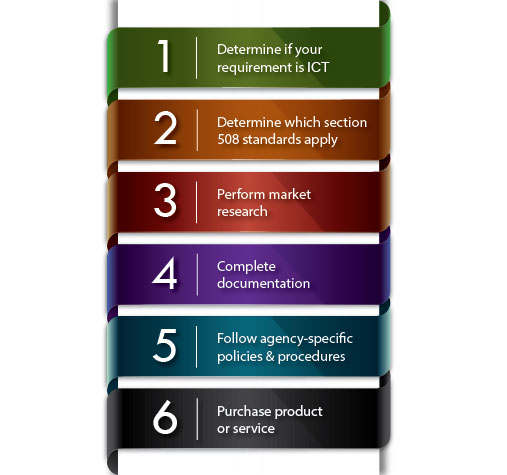 1
Determine if your
requirement is ICT
2
Determine which section
508 standards apply
3
Perform market
research
4
Complete
documentation
5
Follow agency-specific
policies & procedures
6
Purchase product
or service